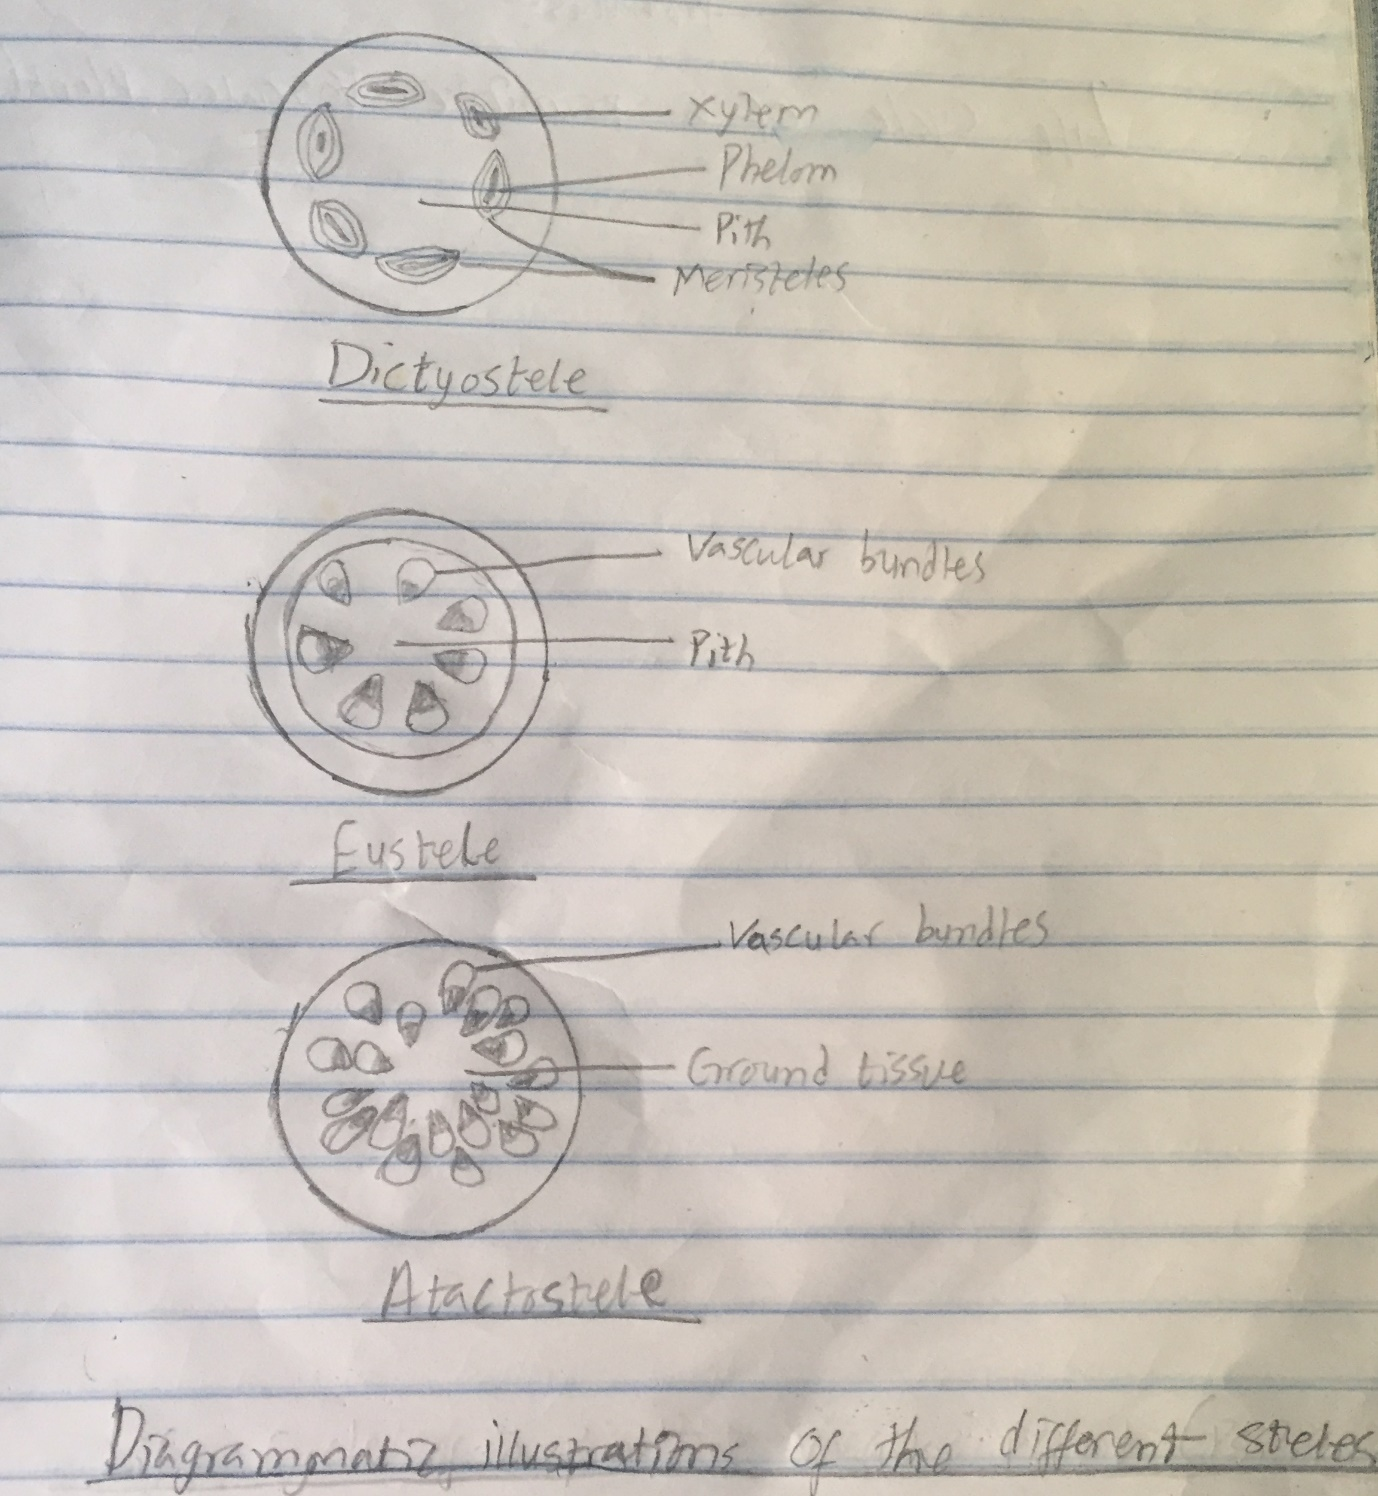 Xylem
Phelom
Pith
Meristeles
Dictyostele
Vascular bundles
Pith
Eustele
Vascular bundles
Ground tissue
Atactostele
Diagrammatic illustrations of the different steles